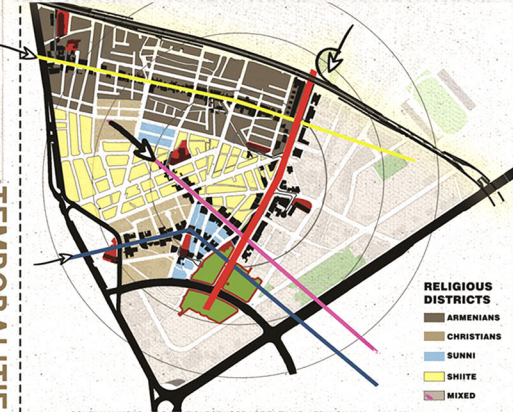 RELIGIOUS
DISTRICTS
ARMENIANS
CHRISTIANS
SUNNI
SHIITE
MIXED